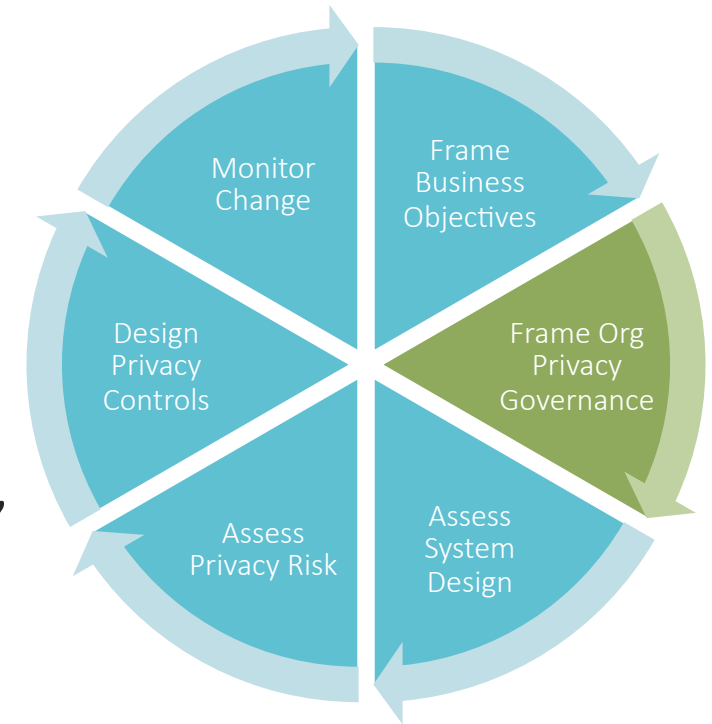 Frame
Business
Objectives
Frame Org
Privacy
Governance
Assess
System
Design
Assess
Privacy Risk
Design
Privacy
Controls
Monitor
Change
,